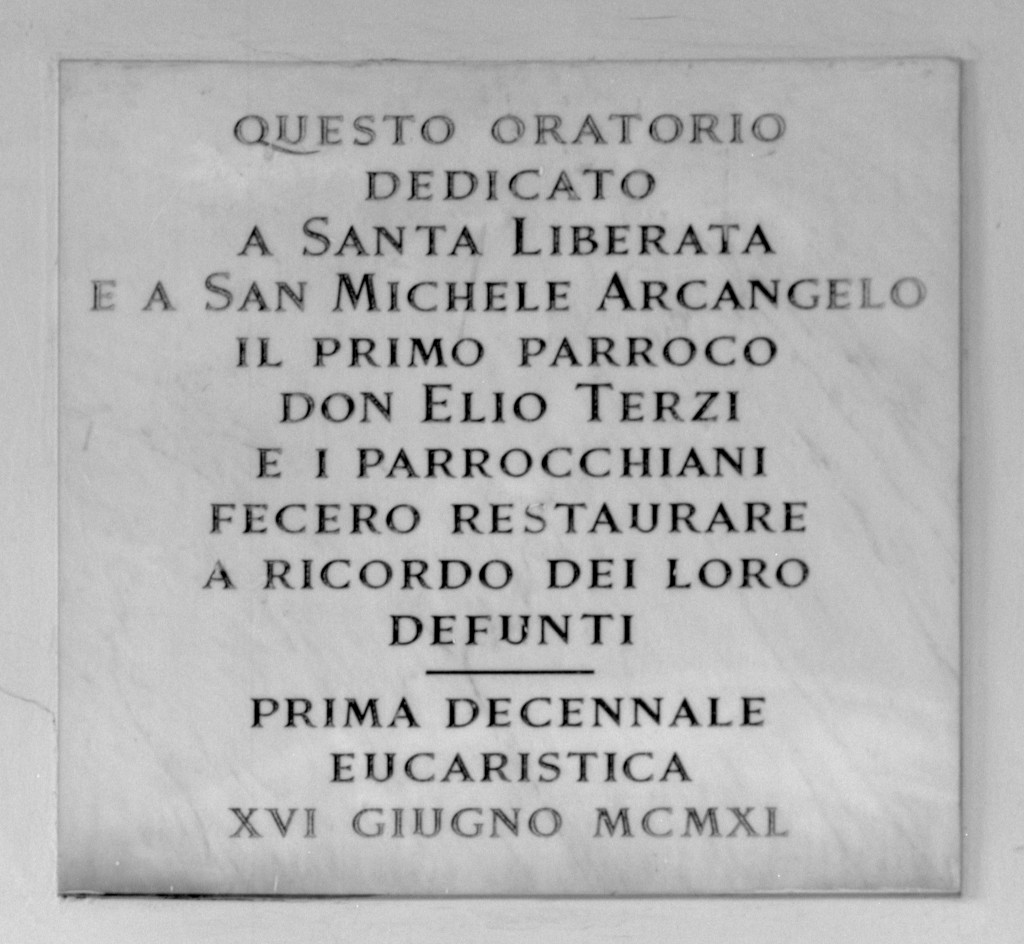 QUESTO ORATORIO
DEDICATO
A SANTA LIBERATA
E A SAN MICHELE ARCANGELO
IL PRIMO PARROCO
DON ELIO TERZI
E I PARROCCHIANI
FECERO RESTAURARE
A RICORDO DEI LORO
DEFUNTI
PRIMA DECENNALE
EUCARISTICA
XVI GIUGNO MCMXL